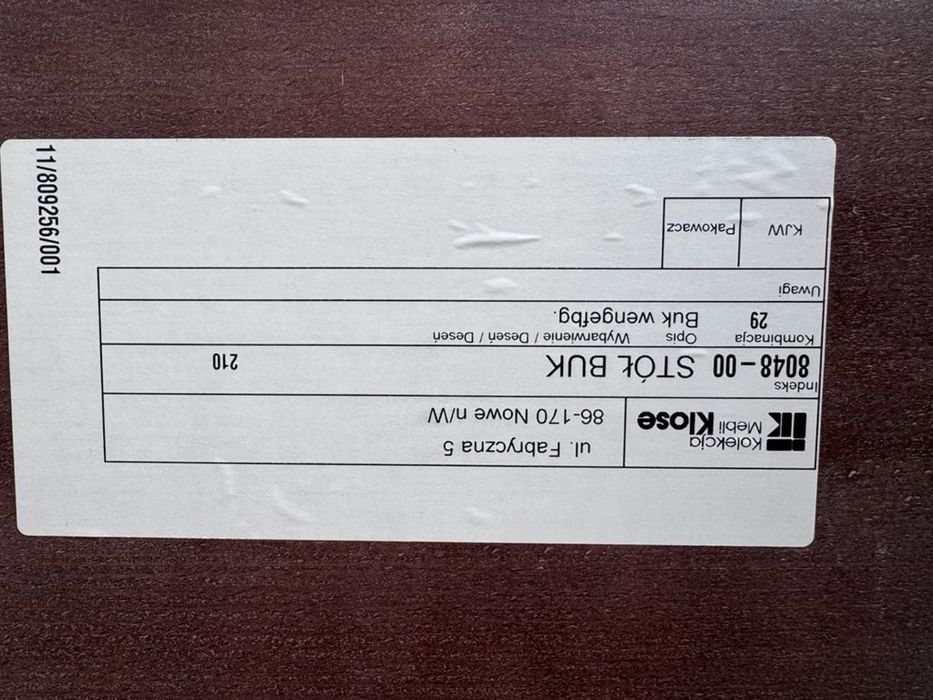 Kolekcja
Mebli Klose
ul. Fabryczna 5
86-170 Nowe n/W
Indeks
8048-00 STÓŁ BUK 210
Kombinacja Opis Wybarwienie / Deseń / Deseń
29 Buk wengefbg.
Uwagi
KJW Pakowacz
11/809256/001